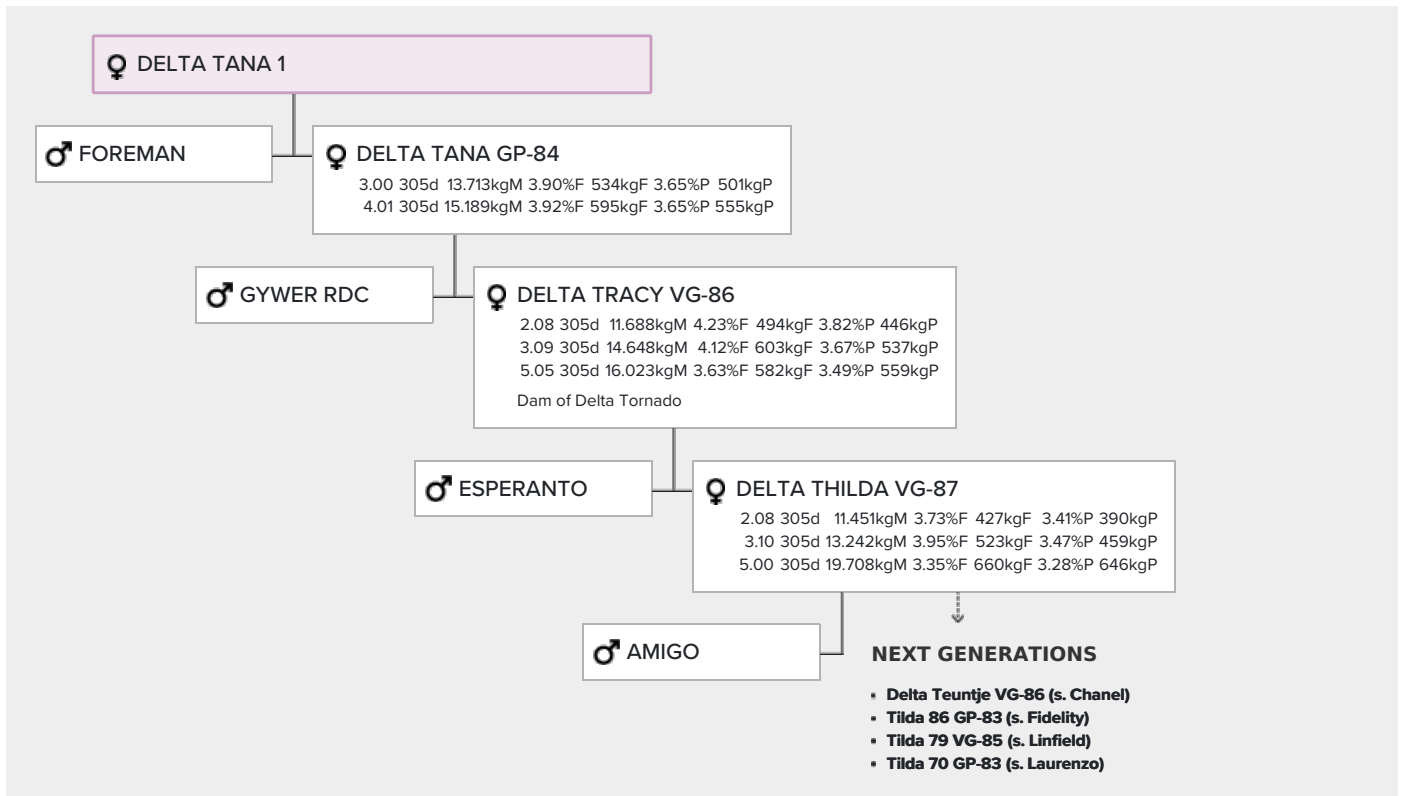 DELTA TANA 1
FOREMAN
DELTA TANA GP-84
3.00 305d 13.713kgM 3.90%F 534kgF 3.65%P 501kgP
4.01 305d 15.189kgM 3.92%F 595kgF 3.65%P 555kgP
GYWER RDC
DELTA TRACY VG-86
2.08 305d 11.688kgM 4.23%F 494kgF 3.82%P 446kgP
3.09 305d 14.648kgM 4.12%F 603kgF 3.67%P 537kgP
5.05 305d 16.023kgM 3.63%F 582kgF 3.49%P 559kgP
Dam of Delta Tornado
ESPERANTO
DELTA THILDA VG-87
2.08 305d 11.451kgM 3.73%F 427kgF 3.41%P 390kgP
3.10 305d 13.242kgM 3.95%F 523kgF 3.47%P 459kgP
5.00 305d 19.708kgM 3.35%F 660kgF 3.28%P 646kgP
AMIGO
NEXT GENERATIONS
• Delta Teuntje VG-86 (s. Chanel)
• Tilda 86 GP-83 (s. Fidelity)
• Tilda 79 VG-85 (s. Linfield)
• Tilda 70 GP-83 (s. Laurenzo)